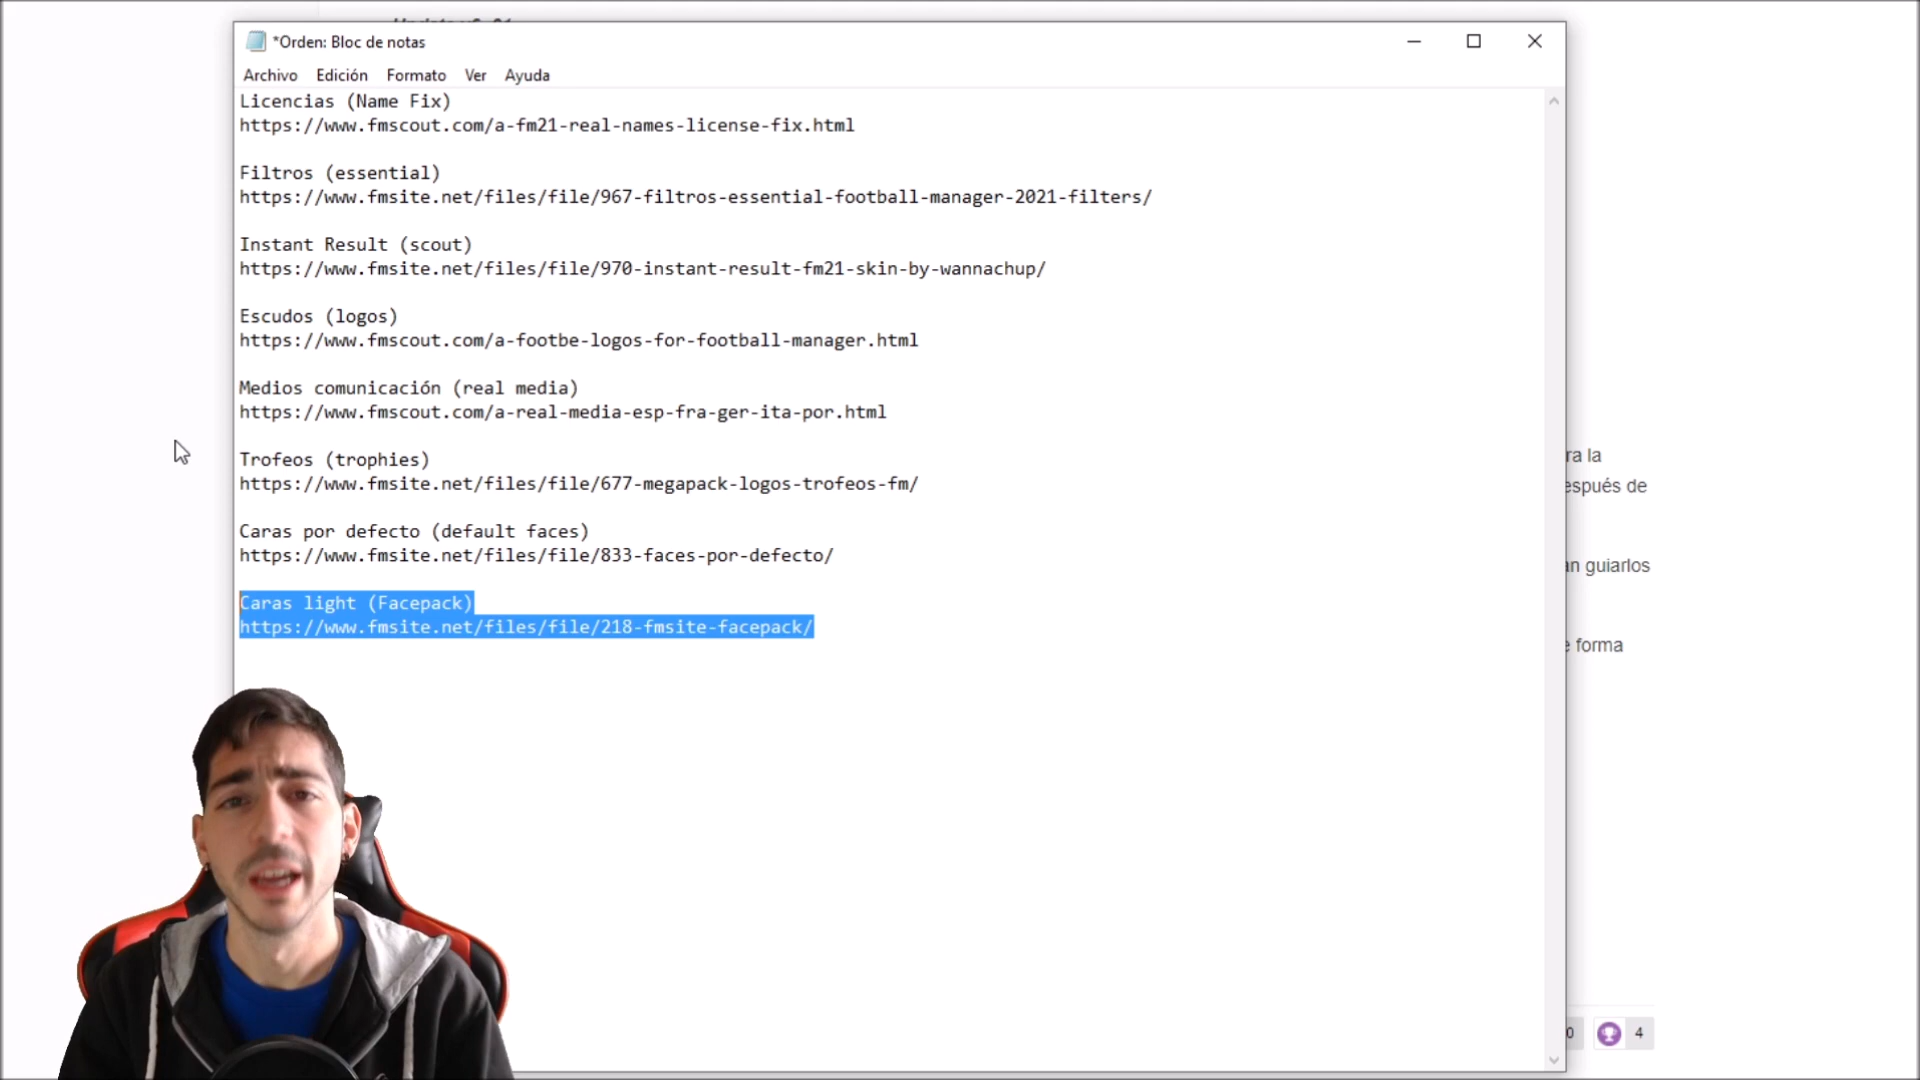 *Orden: Bloc de notas
Archivo Edición Formato Ver Ayuda
Licencias (Name Fix)
https://www.fmscout.com/a-fm21-real-names-license-fix.html
Filtros (essential)
https://www.fmsite.net/files/file/967-filtros-essential-football-manager-2021-filters/
Instant Result (scout)
https://www.fmsite.net/files/file/970-instant-result-fm21-skin-by-wannachup/
Escudos (logos)
https://www.fmscout.com/a-footbe-logos-for-football-manager.html
Medios comunicación (real media)
https://www.fmscout.com/a-real-media-esp-fra-ger-ita-por.html
Trofeos (trophies)
https://www.fmsite.net/files/file/677-megapack-logos-trofeos-fm/
Caras por defecto (default faces)
https://www.fmsite.net/files/file/833-faces-por-defecto/
Caras light (Facepack)
https://www.fmsite.net/files/file/218-fmsite-facepack/
ra la
espués de
an guiarlos
e forma
0 4